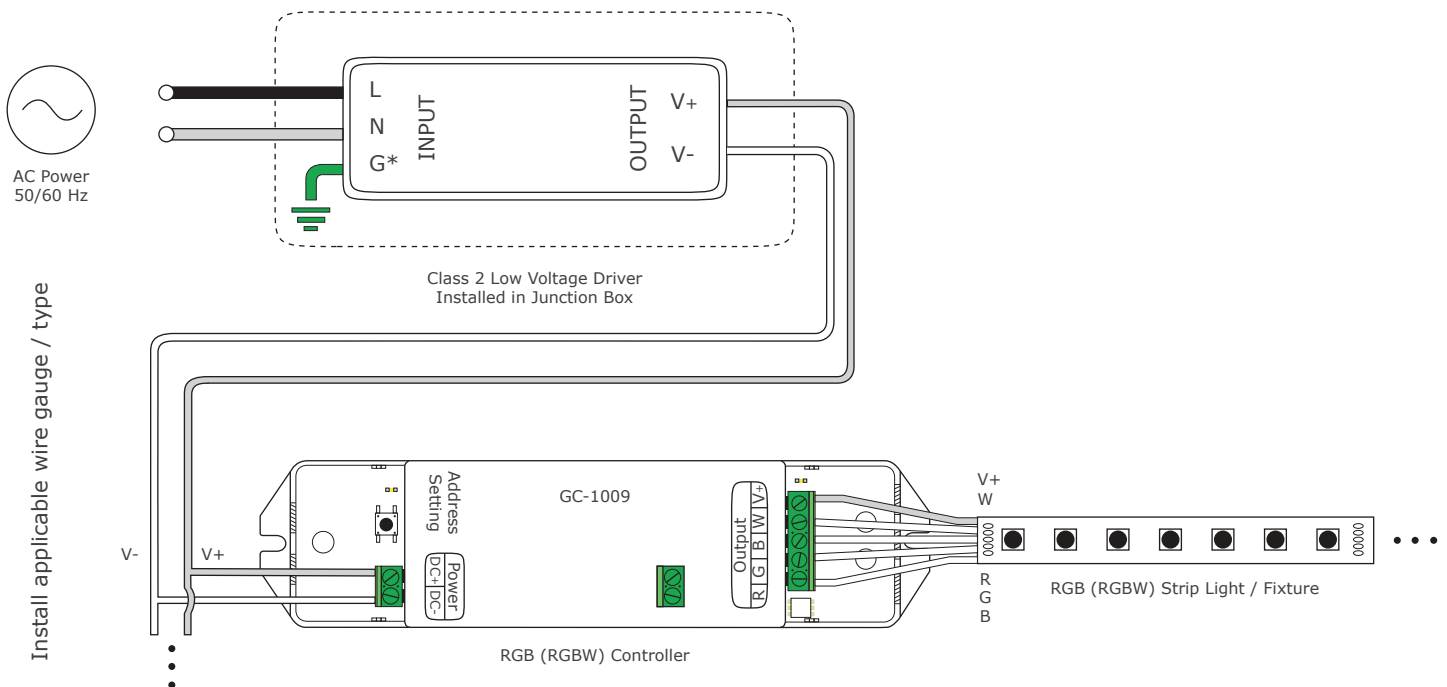 AC Power
50/60 Hz
L
N
G*
INPUT
OUTPUT
V+
V-
Class 2 Low Voltage Driver
Installed in Junction Box
Install applicable wire gauge / type
V-
V+
Address
Setting
Power
DC+ DC-
GC-1009
Output
R G B W V+
RGB (RGBW) Controller
V+
W
R
G
B
RGB (RGBW) Strip Light / Fixture